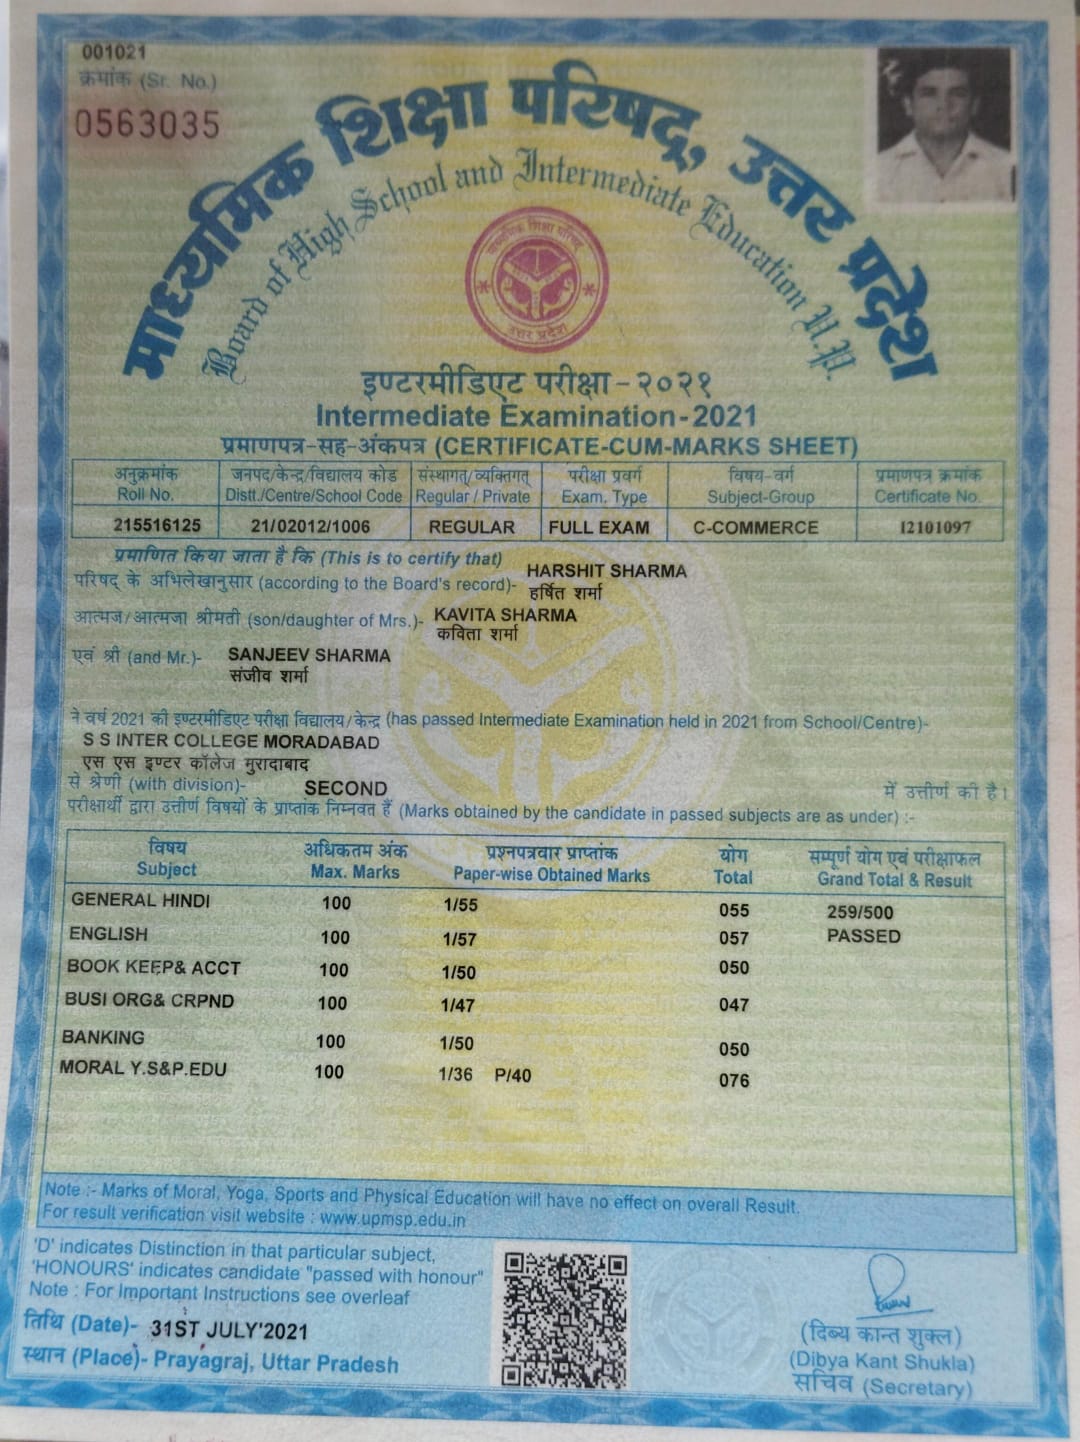 001021
क्रमांक (Sr. No.)
0563035
माध्यमिक शिक्षा परिषद्, उत्तर प्रदेश
Board of High School and Intermediate Education U.P.
माध्यमिक शिक्षा परिषद्
उत्तर प्रदेश
इण्टरमीडिएट परीक्षा-२०२१
Intermediate Examination-2021
प्रमाणपत्र-सह-अंकपत्र (CERTIFICATE-CUM-MARKS SHEET)
अनुक्रमांक जनपद/केन्द्र/विद्यालय कोड संस्थागत/व्यक्तिगत परीक्षा प्रवर्ग विषय-वर्ग प्रमाणपत्र क्रमांक
Roll No. Distt./Centre/School Code Regular / Private Exam. Type Subject-Group Certificate No.
215516125 21/02012/1006 REGULAR FULL EXAM C-COMMERCE 12101097
प्रमाणित किया जाता है कि (This is to certify that)
परिषद् के अभिलेखानुसार (according to the Board's record)- HARSHIT SHARMA
हर्षित शर्मा
आत्मज/आत्मजा श्रीमती (son/daughter of Mrs.)- KAVITA SHARMA
कविता शर्मा
एवं श्री (and Mr.)- SANJEEV SHARMA
संजीव शर्मा
ने वर्ष 2021 की इण्टरमीडिएट परीक्षा विद्यालय/केन्द्र (has passed Intermediate Examination held in 2021 from School/Centre)-
S S INTER COLLEGE MORADABAD
एस एस इण्टर कॉलेज मुरादाबाद
से श्रेणी (with division)- SECOND में उत्तीर्ण की है।
परीक्षार्थी द्वारा उत्तीर्ण विषयों के प्राप्तांक निम्नवत हैं (Marks obtained by the candidate in passed subjects are as under) :-
विषय अधिकतम अंक प्रश्नपत्रवार प्राप्तांक योग सम्पूर्ण योग एवं परीक्षाफल
Subject Max. Marks Paper-wise Obtained Marks Total Grand Total & Result
GENERAL HINDI 100 1/55 055 259/500
ENGLISH 100 1/57 057 PASSED
BOOK KEEP& ACCT 100 1/50 050
BUSI ORG& CRPND 100 1/47 047
BANKING 100 1/50 050
MORAL Y.S&P.EDU 100 1/36 P/40 076
Note :- Marks of Moral, Yoga, Sports and Physical Education will have no effect on overall Result.
For result verification visit website : www.upmsp.edu.in
'D' indicates Distinction in that particular subject,
'HONOURS' indicates candidate "passed with honour"
Note : For Important Instructions see overleaf
तिथि (Date)- 31ST JULY'2021
स्थान (Place)- Prayagraj, Uttar Pradesh
(दिब्य कान्त शुक्ल)
(Dibya Kant Shukla)
सचिव (Secretary)